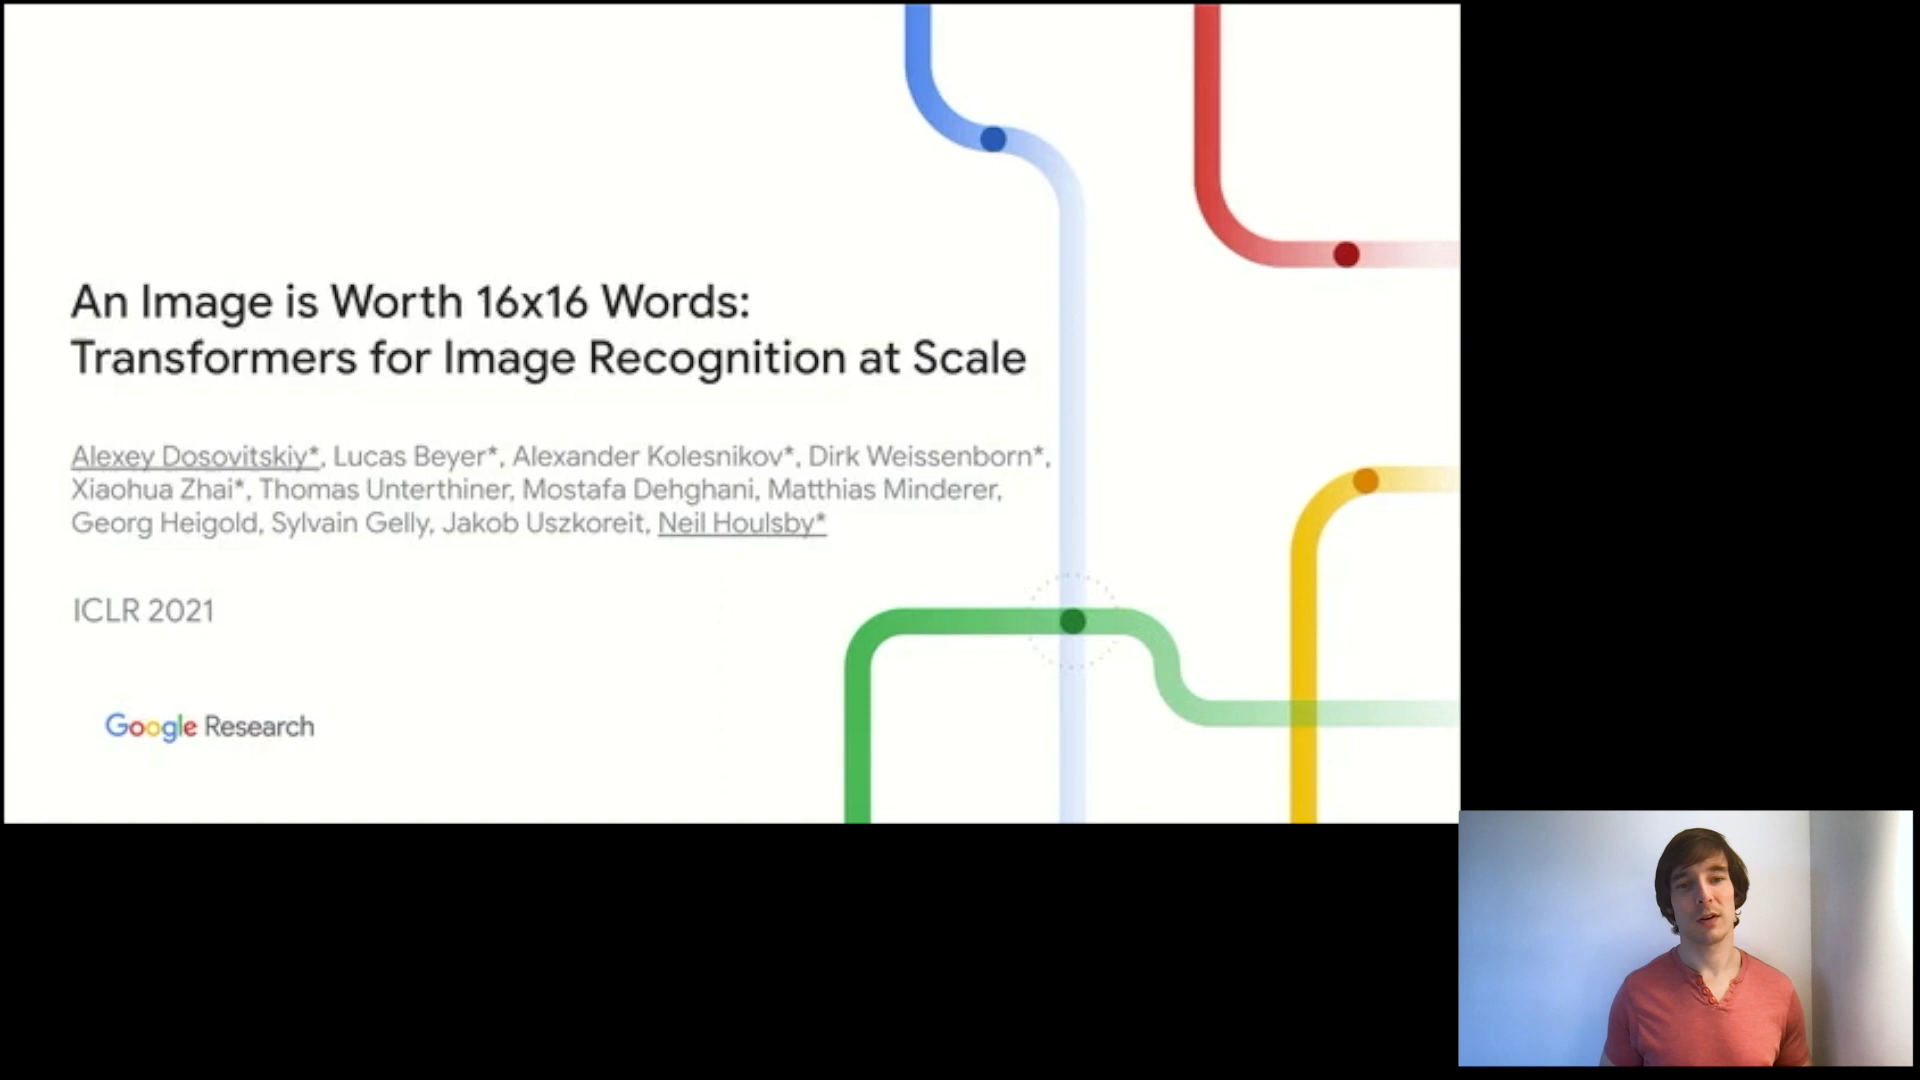 An Image is Worth 16x16 Words:
Transformers for Image Recognition at Scale
Alexey Dosovitskiy*, Lucas Beyer*, Alexander Kolesnikov*, Dirk Weissenborn*,
Xiaohua Zhai*, Thomas Unterthiner, Mostafa Dehghani, Matthias Minderer,
Georg Heigold, Sylvain Gelly, Jakob Uszkoreit, Neil Houlsby*
ICLR 2021
Google Research